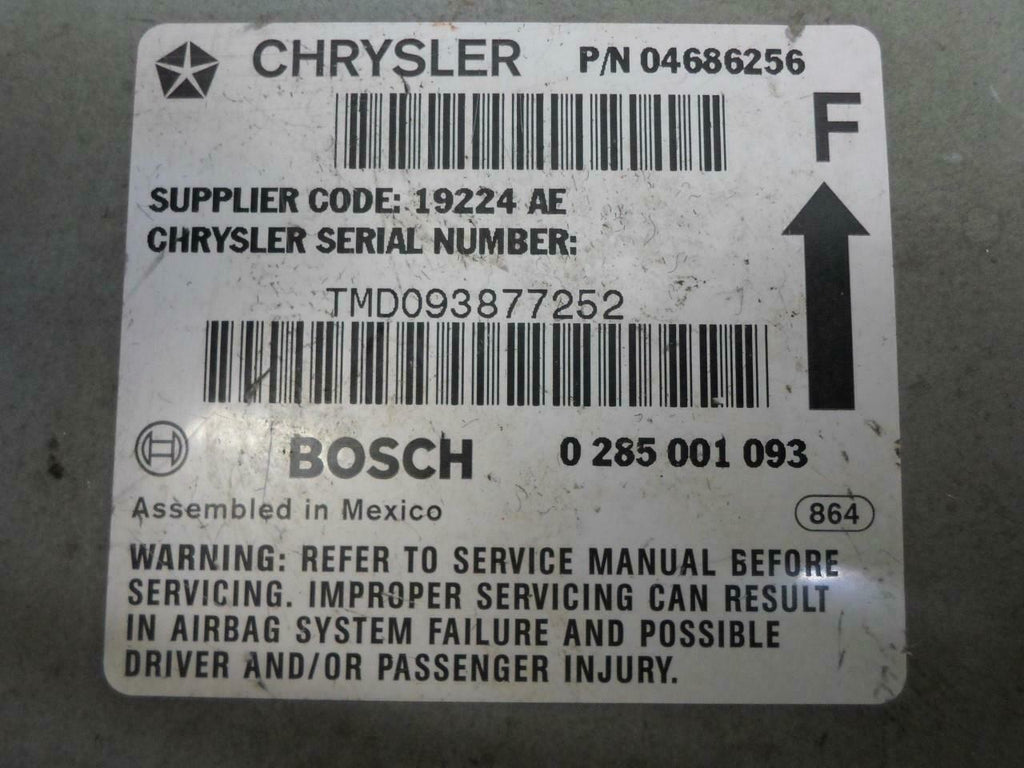 CHRYSLER P/N 04686256
F
SUPPLIER CODE: 19224 AE
CHRYSLER SERIAL NUMBER:
TMD093877252
BOSCH 0 285 001 093
Assembled in Mexico 864
WARNING: REFER TO SERVICE MANUAL BEFORE
SERVICING. IMPROPER SERVICING CAN RESULT
IN AIRBAG SYSTEM FAILURE AND POSSIBLE
DRIVER AND/OR PASSENGER INJURY.